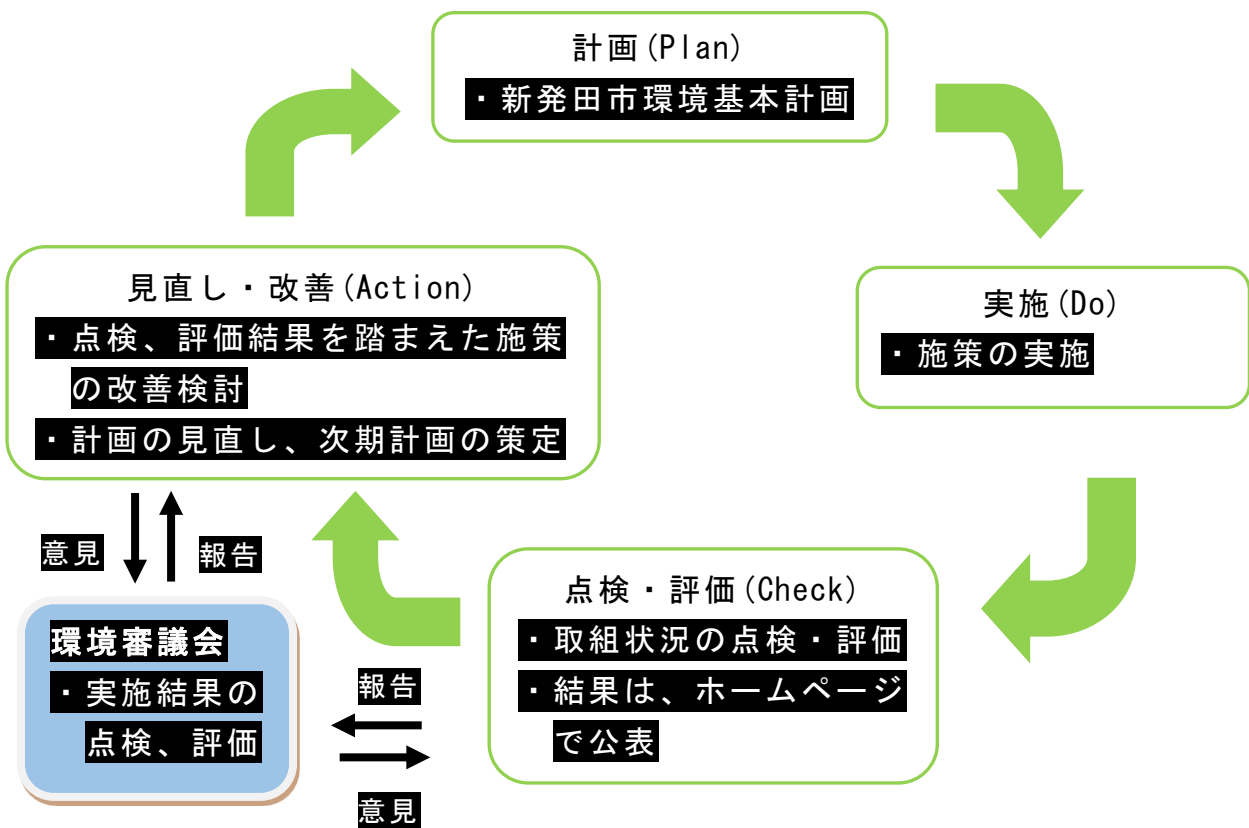 計画(Plan)
・新発田市環境基本計画
見直し・改善(Action)
・点検、評価結果を踏まえた施策
の改善検討
・計画の見直し、次期計画の策定
実施(Do)
・施策の実施
意見
報告
点検・評価(Check)
・取組状況の点検・評価
・結果は、ホームページ
で公表
環境審議会
・実施結果の
点検、評価
報告
意見